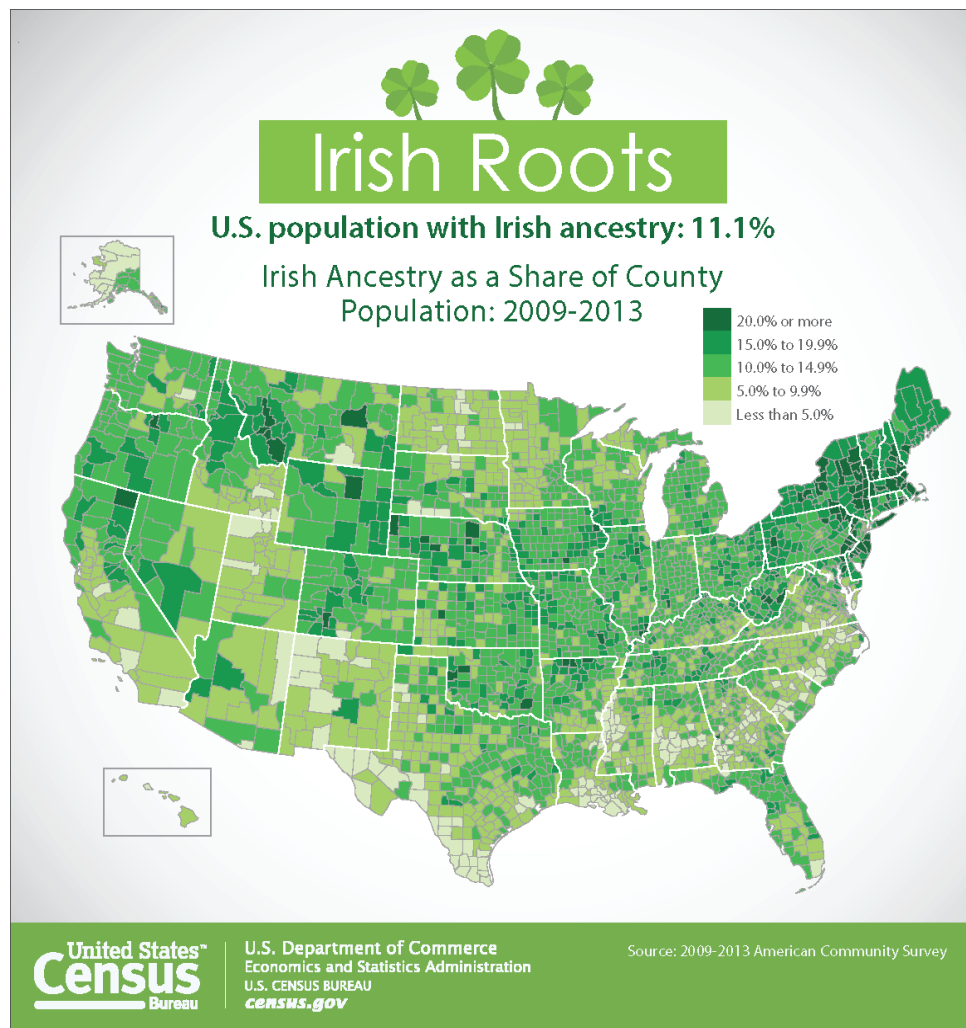 Irish Roots
U.S. population with Irish ancestry: 11.1%
Irish Ancestry as a Share of County
Population: 2009-2013
20.0% or more
15.0% to 19.9%
10.0% to 14.9%
5.0% to 9.9%
Less than 5.0%
United States™
Census
Bureau
U.S. Department of Commerce
Economics and Statistics Administration
U.S. CENSUS BUREAU
census.gov
Source: 2009-2013 American Community Survey